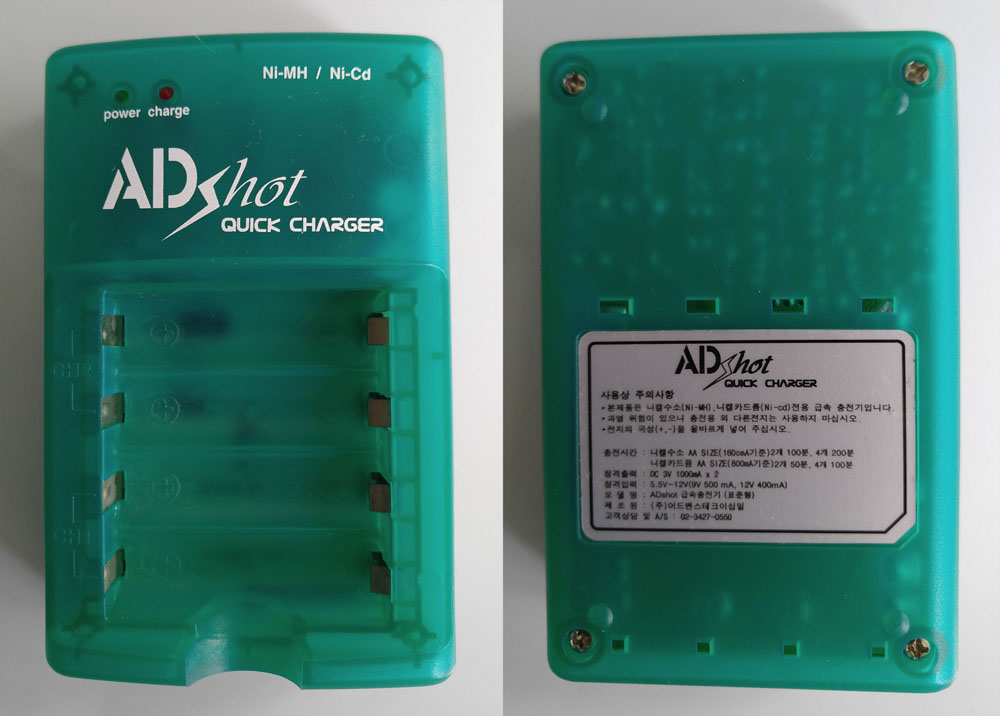 Ni-MH / Ni-Cd
power charge
ADshot
QUICK CHARGER
CH2
CH1
ADshot
QUICK CHARGER
사용상 주의사항
*본제품은 니켈수소(Ni-MH),니켈카드뮴(Ni-cd)전용 급속 충전기입니다.
*과열 위험이 있으니 충전용 외 다른전지는 사용하지 마십시오.
*전지의 극성(+,-)을 올바르게 넣어 주십시오.
충전시간 : 니켈수소 AA SIZE(1600mA기준)2개 100분, 4개 200분
니켈카드뮴 AA SIZE(800mA기준)2개 50분, 4개 100분
정격출력 : DC 3V 1000mA x 2
정격입력 : 5.5V~12V(9V 500 mA, 12V 400mA)
모 델 명 : ADshot 급속충전기 (표준형)
제 조 원 : (주)어드벤스테크이십일
고객상담 및 A/S : 02-3427-0550